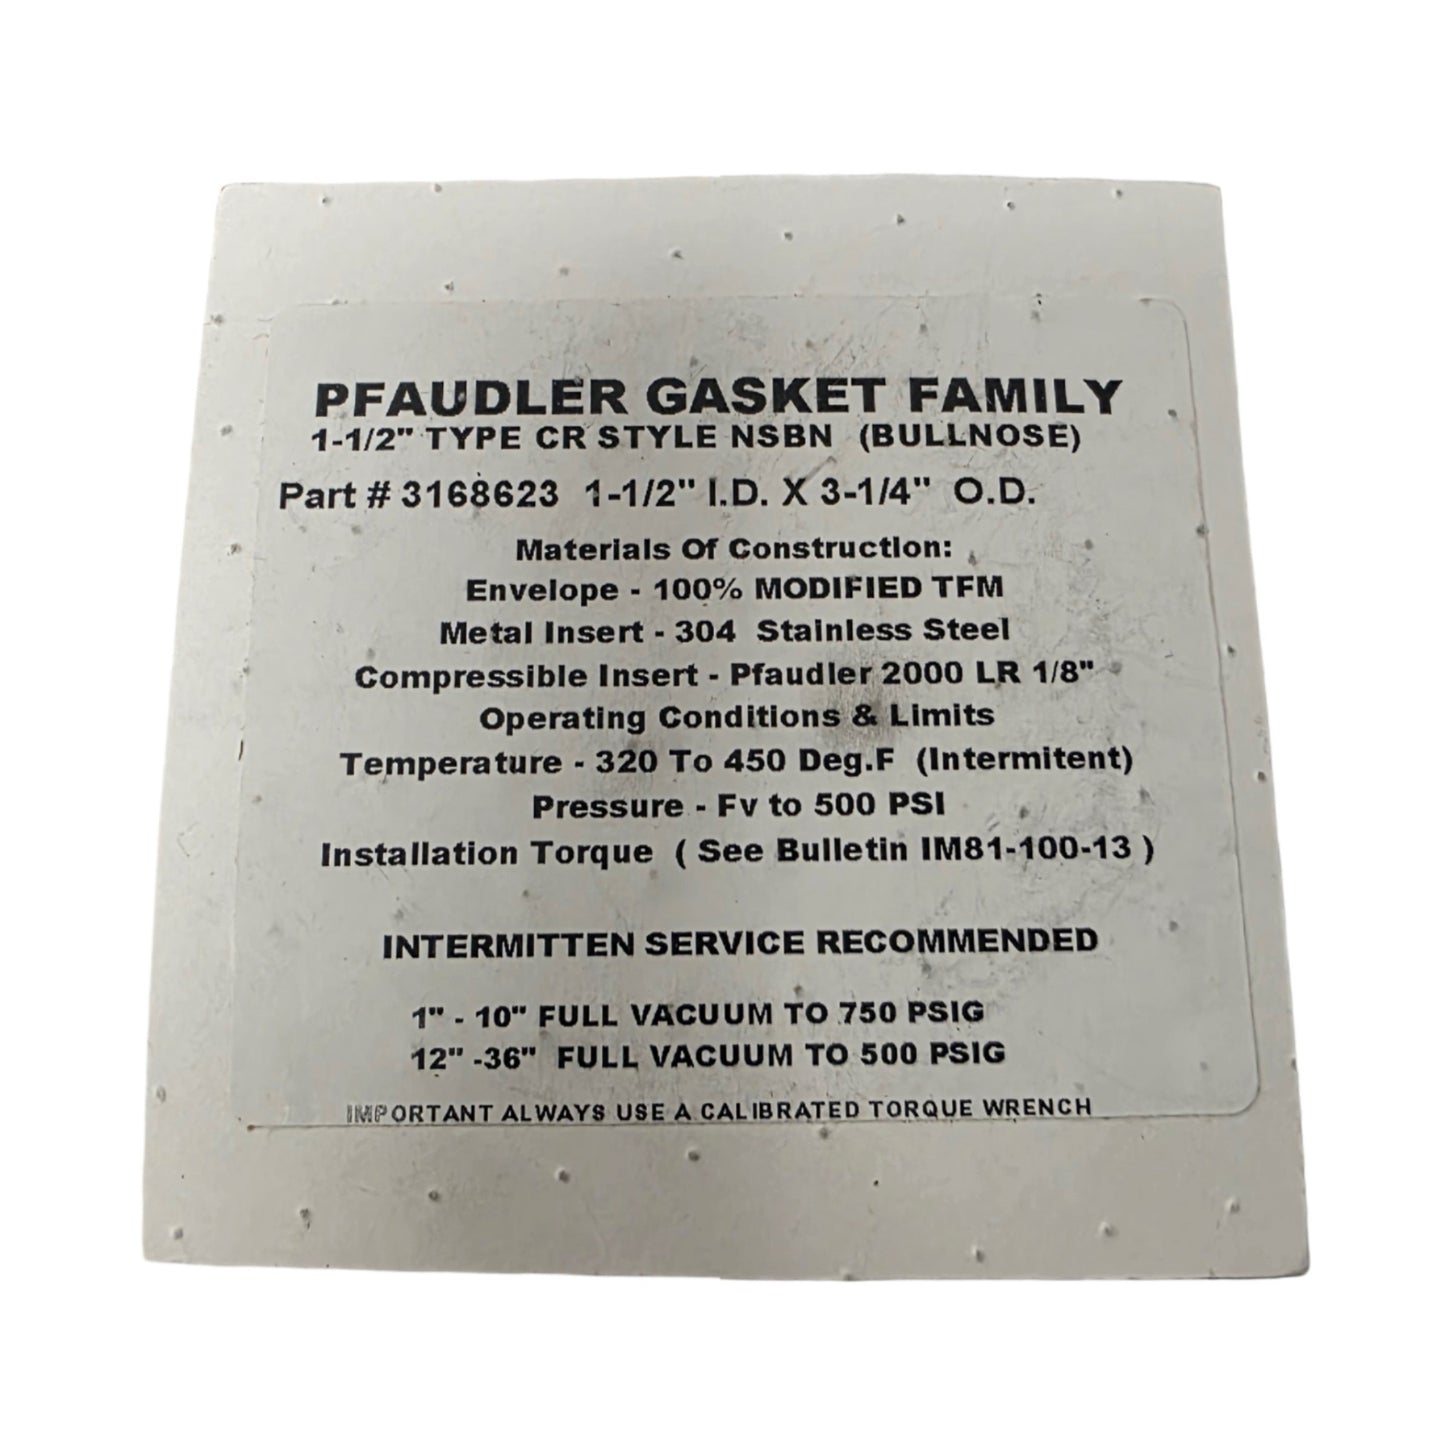 PFAUDLER GASKET FAMILY
1-1/2" TYPE CR STYLE NSBN (BULLNOSE)
Part # 3168623 1-1/2" I.D. X 3-1/4" O.D.
Materials Of Construction:
Envelope - 100% MODIFIED TFM
Metal Insert - 304 Stainless Steel
Compressible Insert - Pfaudler 2000 LR 1/8"
Operating Conditions & Limits
Temperature - 320 To 450 Deg.F (Intermitent)
Pressure - Fv to 500 PSI
Installation Torque ( See Bulletin IM81-100-13 )
INTERMITTEN SERVICE RECOMMENDED
1" - 10" FULL VACUUM TO 750 PSIG
12" -36" FULL VACUUM TO 500 PSIG
IMPORTANT ALWAYS USE A CALIBRATED TORQUE WRENCH